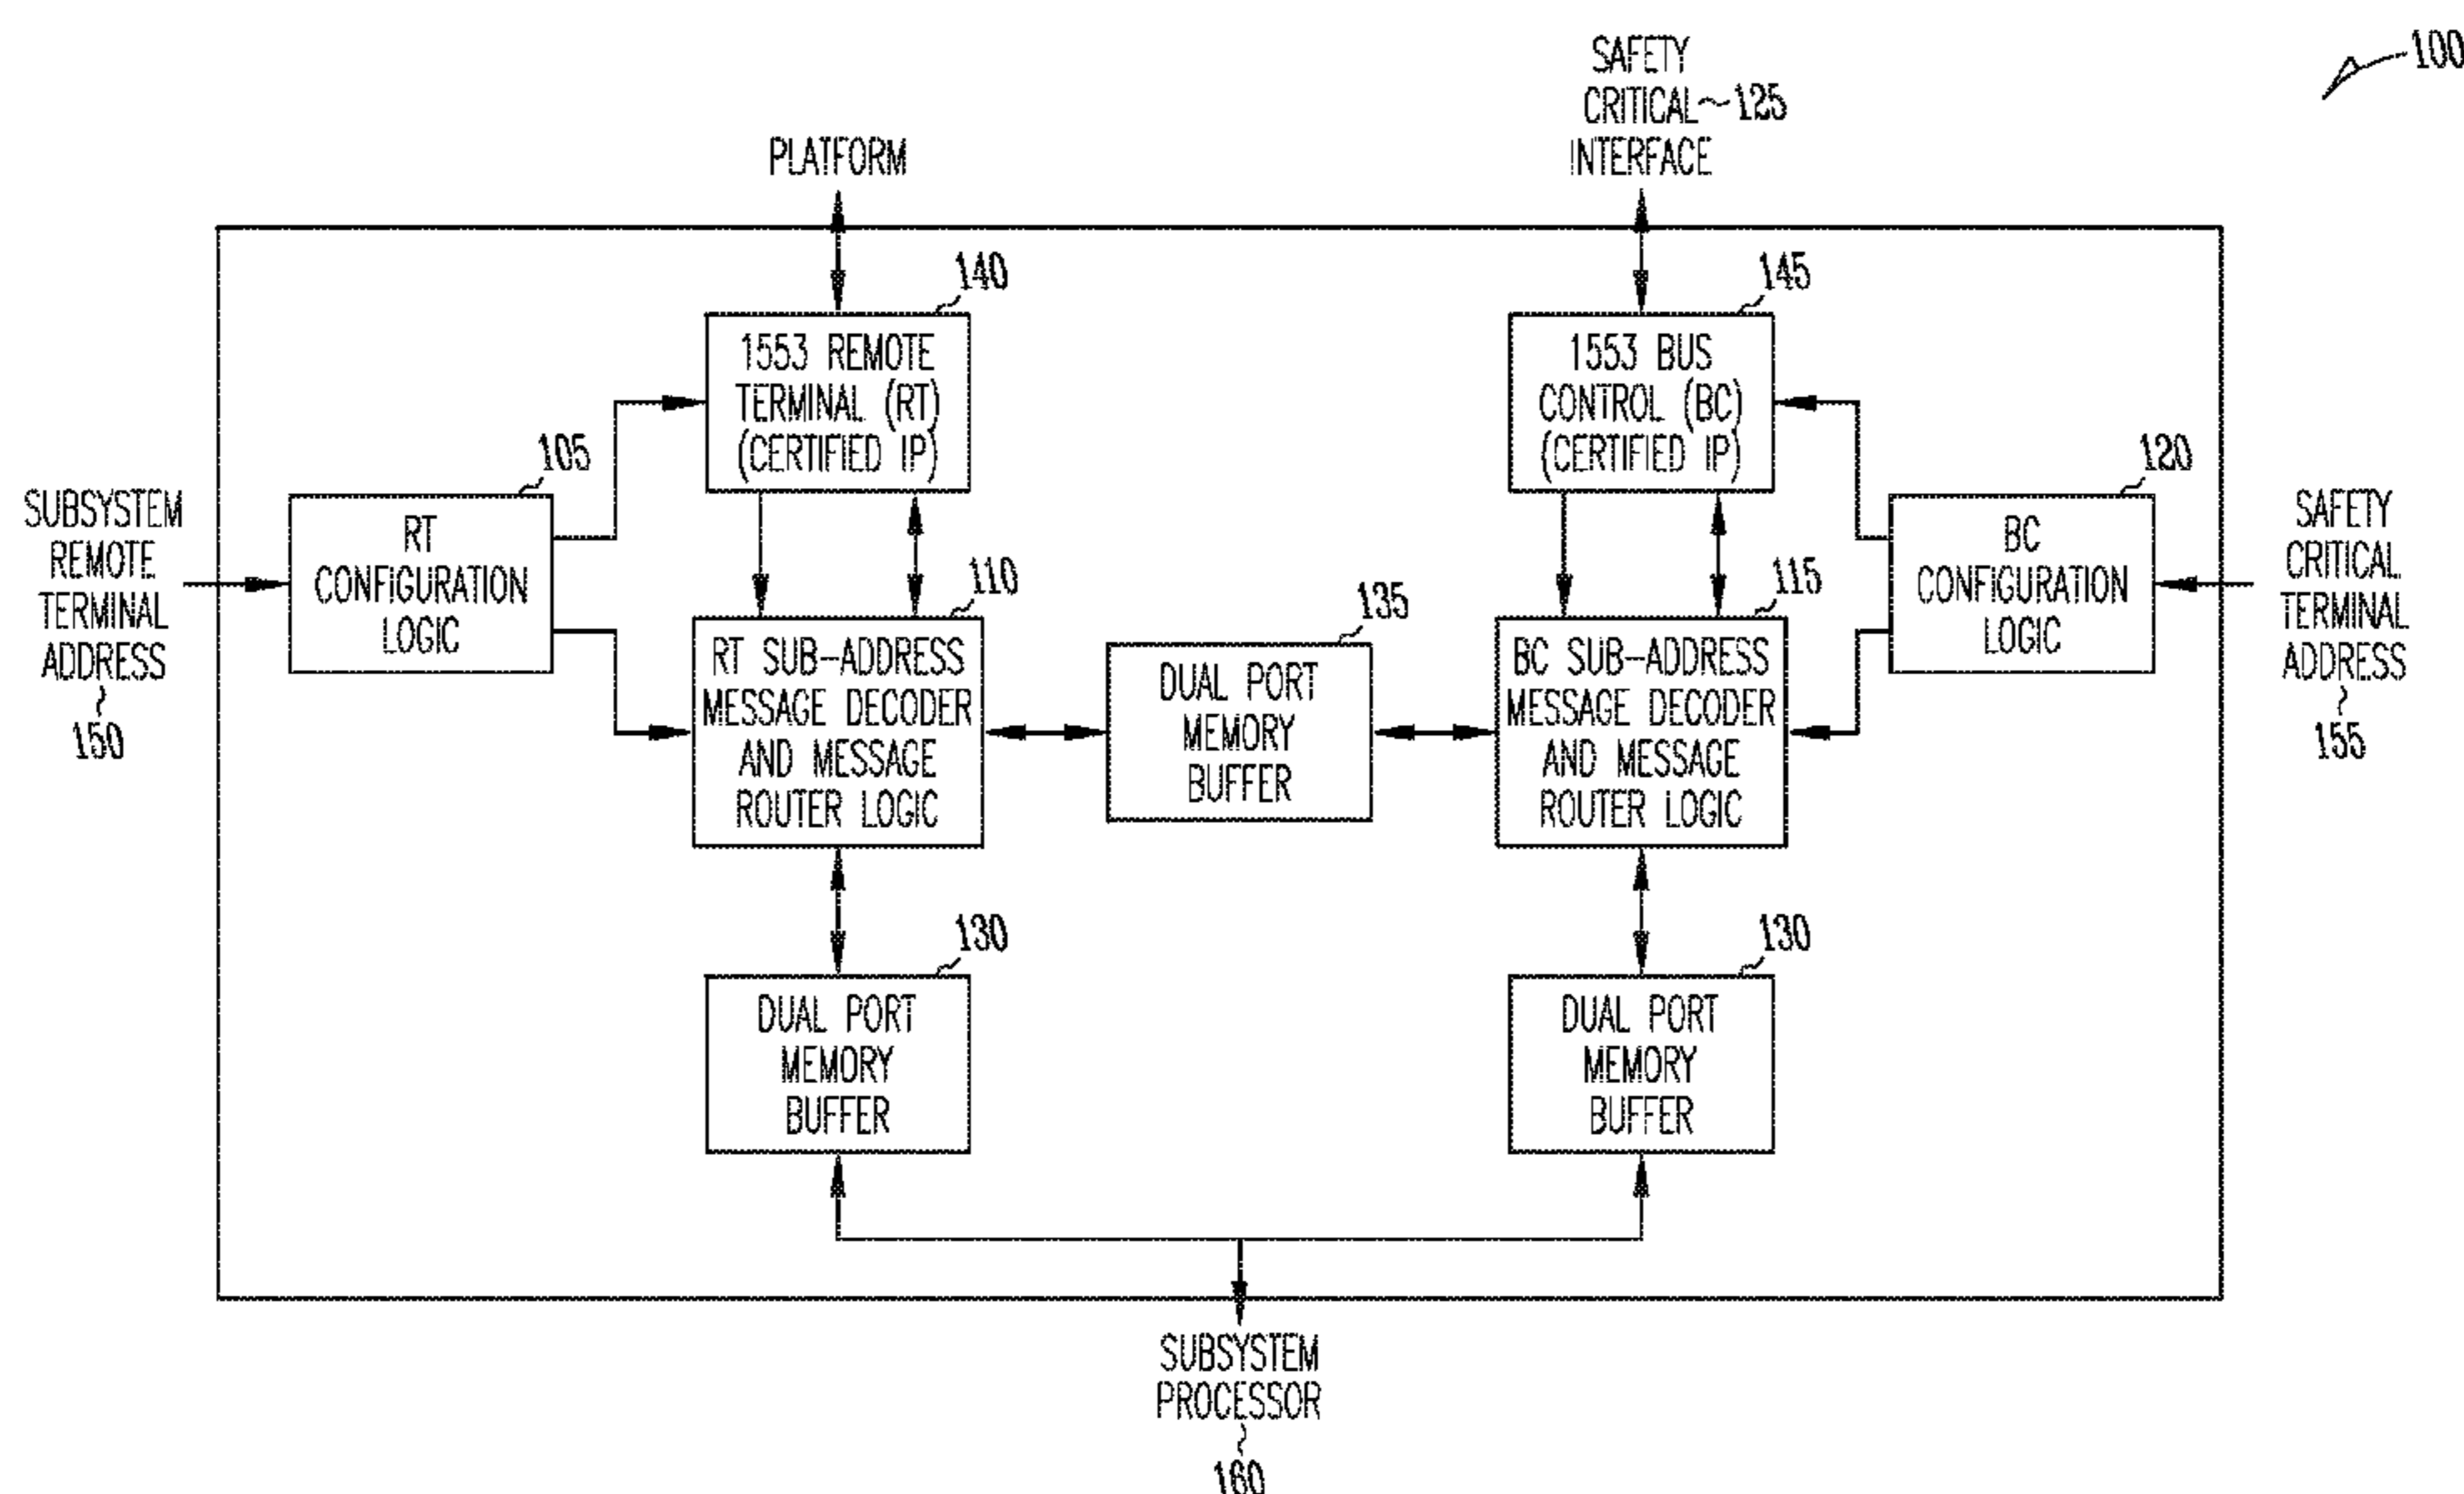 100
SAFETY
CRITICAL~125
INTERFACE
PLATFORM
140
1553 REMOTE
TERMINAL (RT)
(CERTIFIED IP)
145
1553 BUS
CONTROL (BC)
(CERTIFIED IP)
SUBSYSTEM
REMOTE
TERMINAL
ADDRESS
150
105
RT
CONFIGURATION
LOGIC
120
BC
CONFIGURATION
LOGIC
SAFETY
CRITICAL
TERMINAL
ADDRESS
155
110
RT SUB-ADDRESS
MESSAGE DECODER
AND MESSAGE
ROUTER LOGIC
135
DUAL PORT
MEMORY
BUFFER
115
BC SUB-ADDRESS
MESSAGE DECODER
AND MESSAGE
ROUTER LOGIC
130
DUAL PORT
MEMORY
BUFFER
130
DUAL PORT
MEMORY
BUFFER
SUBSYSTEM
PROCESSOR
160